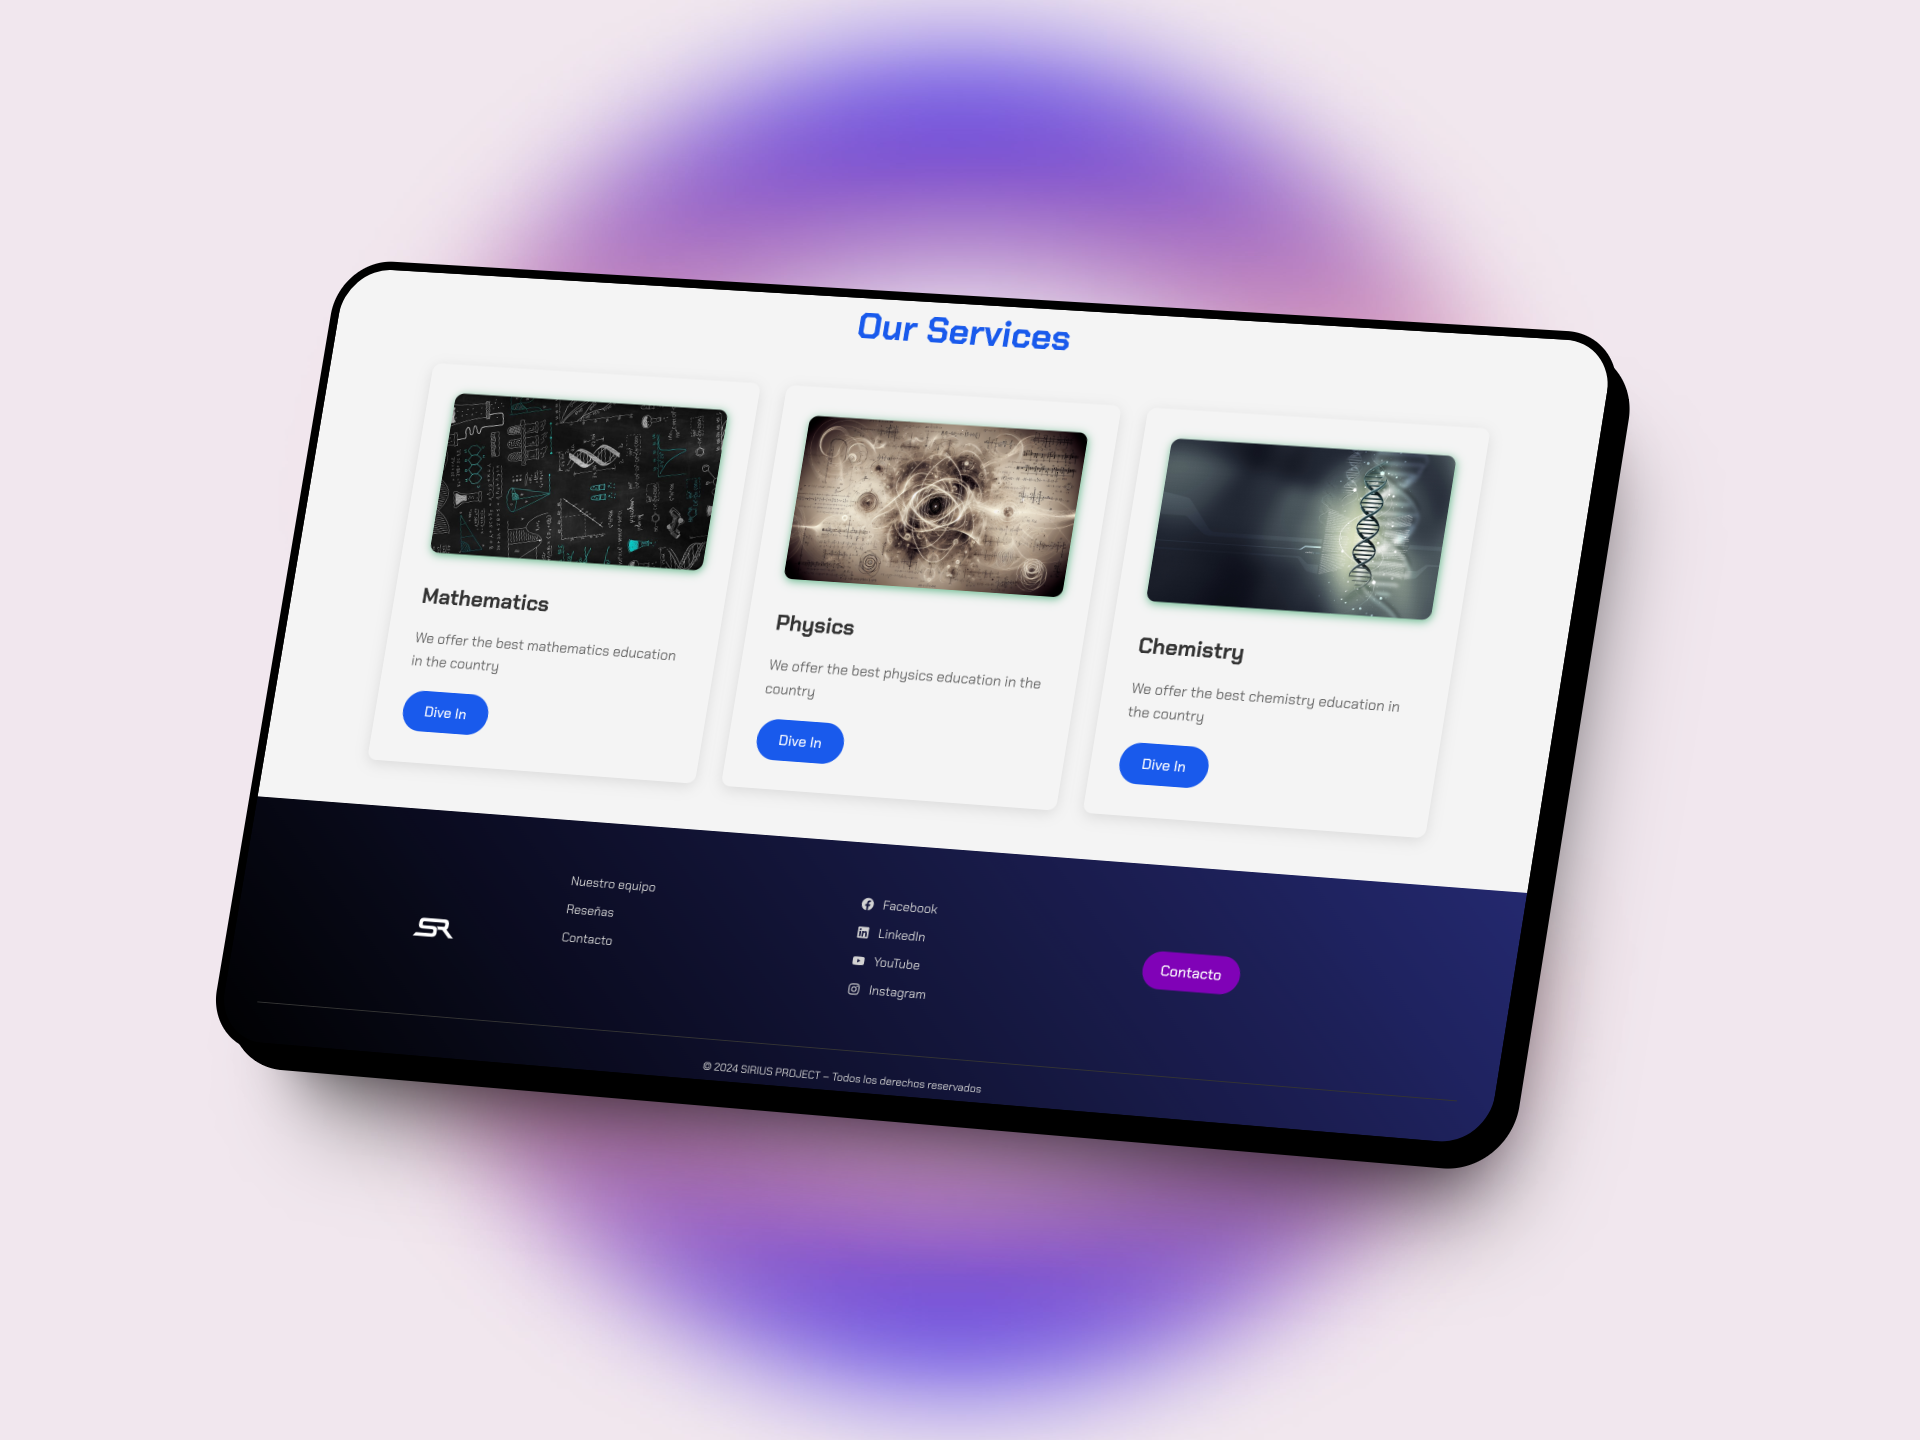 Our Services
Mathematics
We offer the best mathematics education
in the country
Dive In
Physics
We offer the best physics education in the
country
Dive In
Chemistry
We offer the best chemistry education in
the country
Dive In
SR
Nuestro equipo
Reseñas
Contacto
Facebook
LinkedIn
YouTube
Instagram
Contacto
© 2024 SIRIUS PROJECT – Todos los derechos reservados